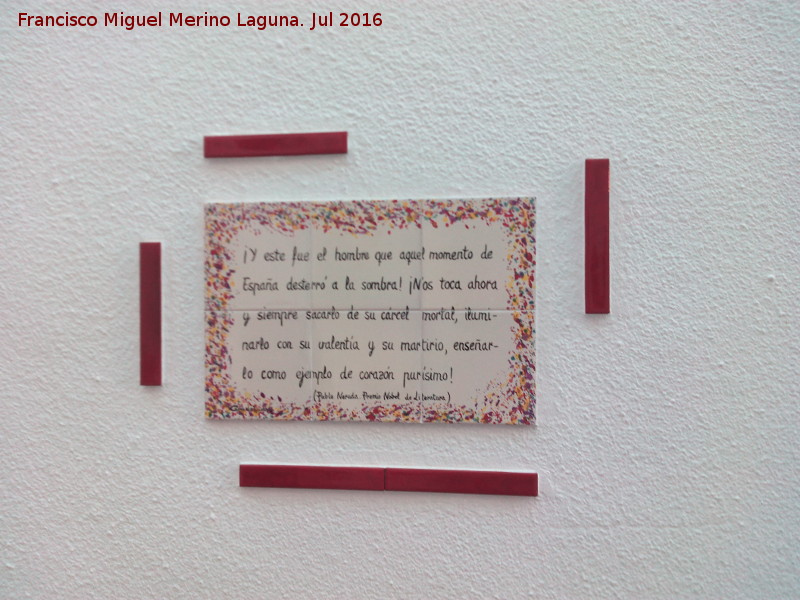 Francisco Miguel Merino Laguna. Jul 2016
¡Y este fue el hombre que aquel momento de
España desterró a la sombra! ¡Nos toca ahora
y siempre sacarlo de su cárcel mortal, ilumi-
narlo con su valentía y su martirio, enseñar-
lo como ejemplo de corazón purísimo!
(Pablo Neruda. Premio Nobel de Literatura)